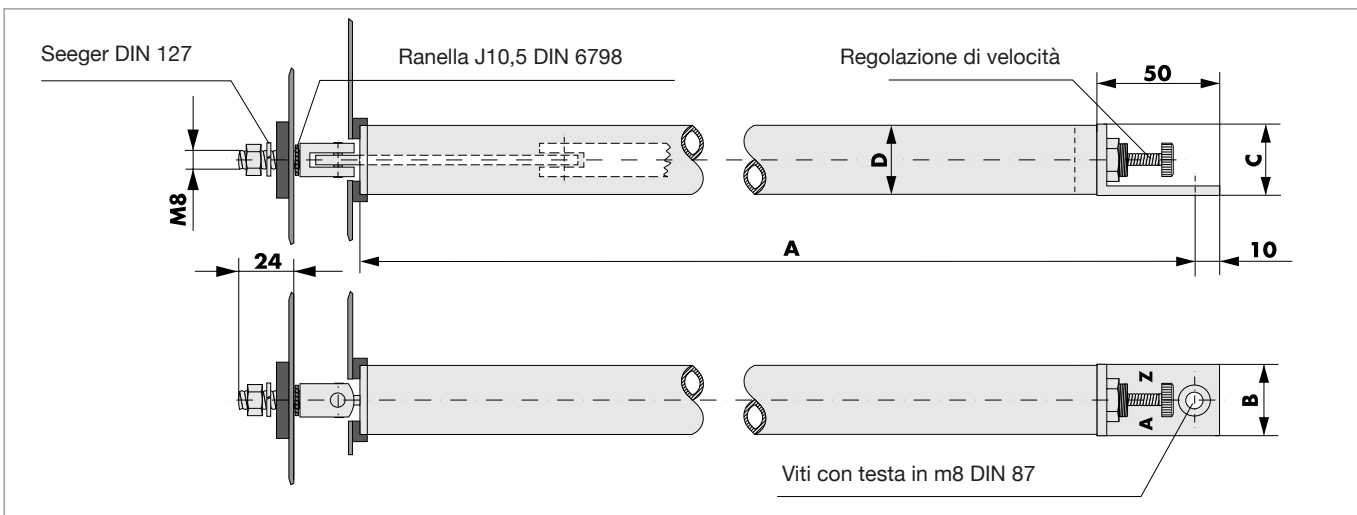 Seeger DIN 127
Ranella J10,5 DIN 6798
Regolazione di velocità
50
M8
D
C
A
10
24
Z
A
B
Viti con testa in m8 DIN 87